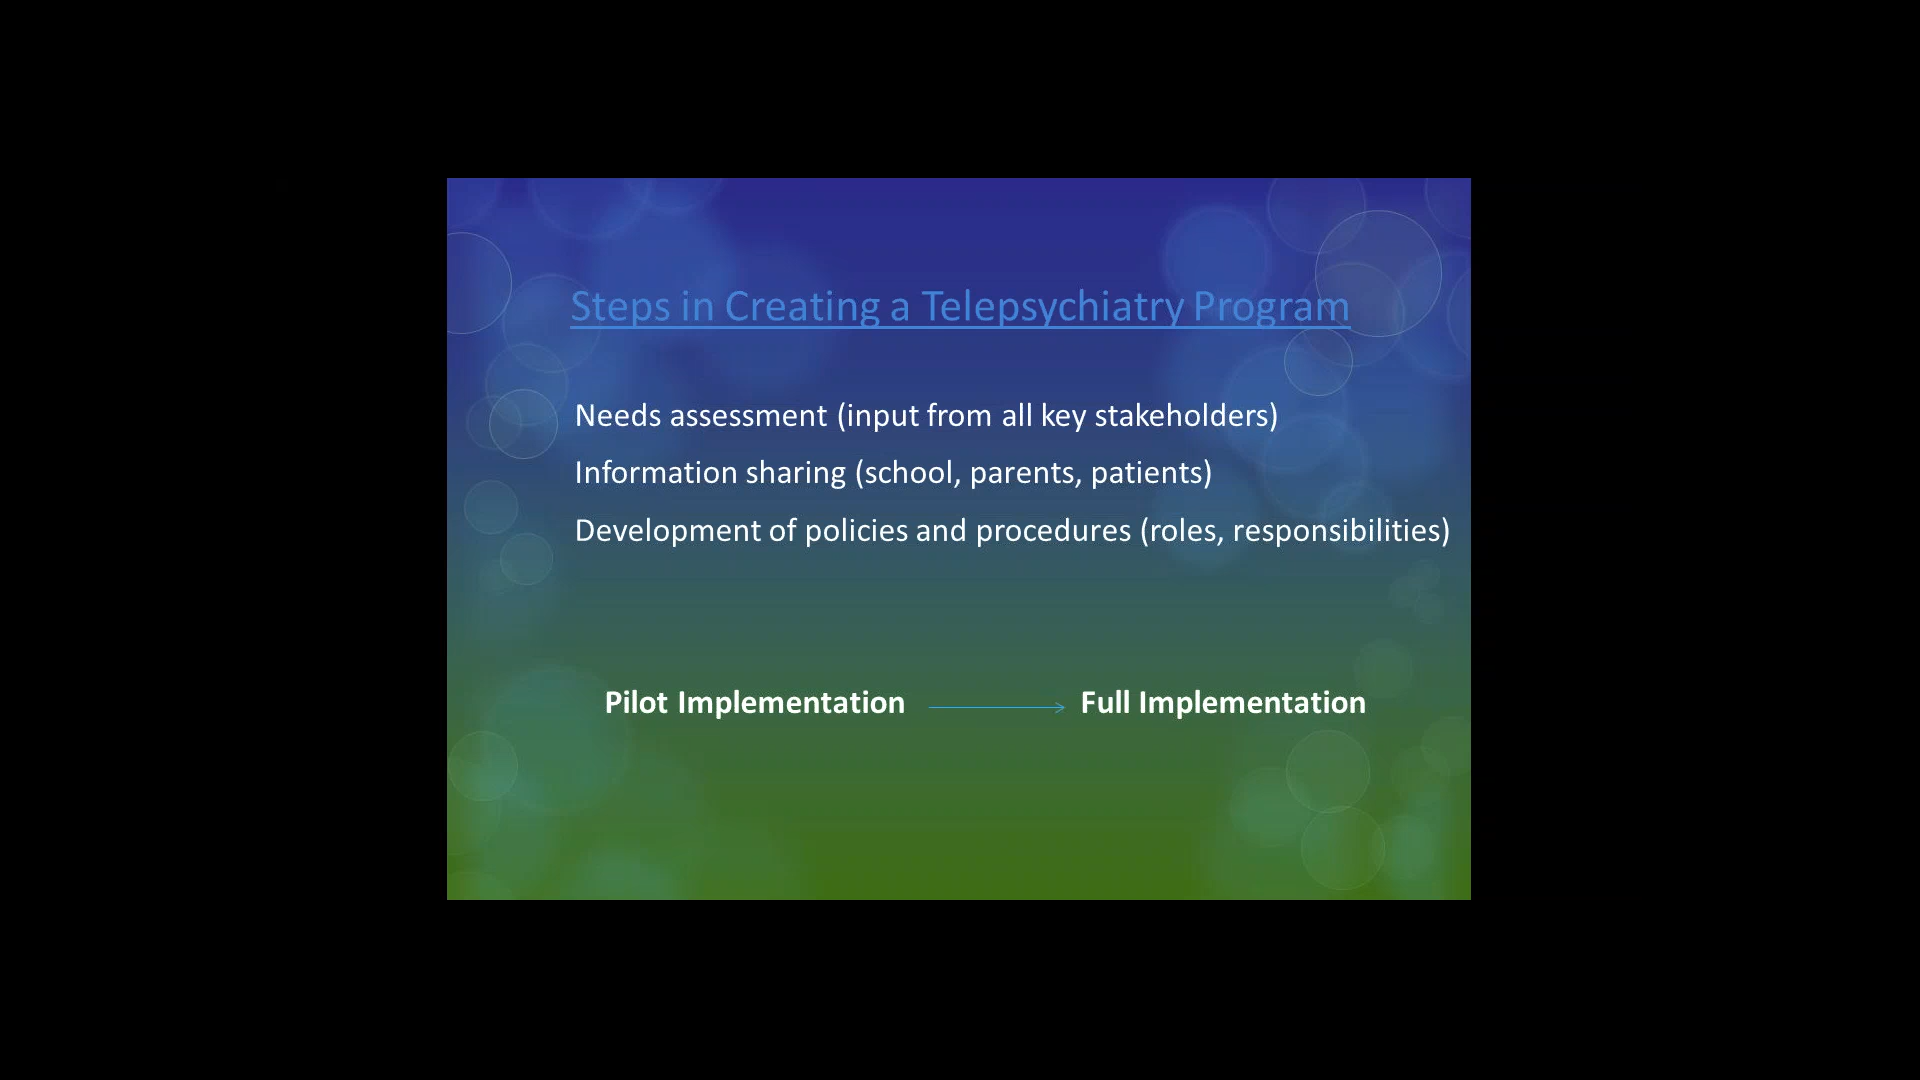 Steps in Creating a Telepsychiatry Program
Needs assessment (input from all key stakeholders)
Information sharing (school, parents, patients)
Development of policies and procedures (roles, responsibilities)
Pilot Implementation Full Implementation